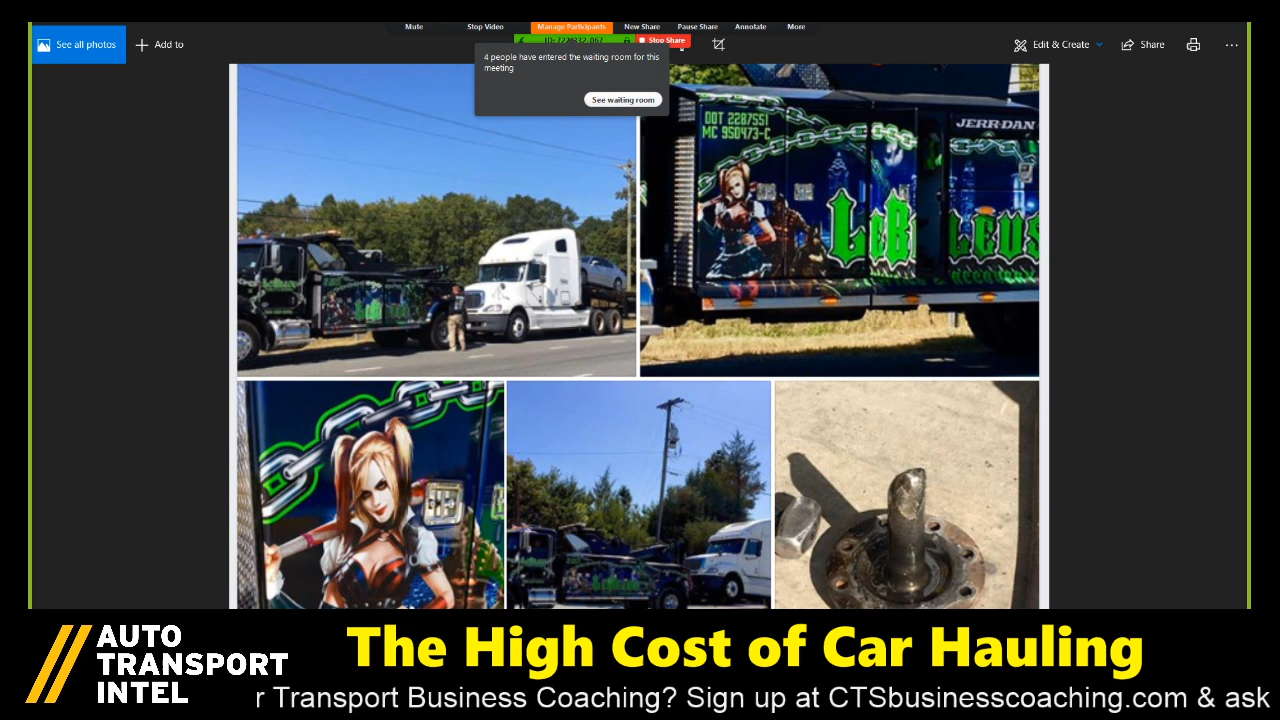 Mute Stop Video Manage Participants New Share Pause Share Annotate More
See all photos Add to Stop Share Edit & Create Share
4 people have entered the waiting room for this
meeting
See waiting room
DOT 2287551
MC 950473-C
JERR-DAN
AUTO
TRANSPORT
INTEL
The High Cost of Car Hauling
r Transport Business Coaching? Sign up at CTSbusinesscoaching.com & ask